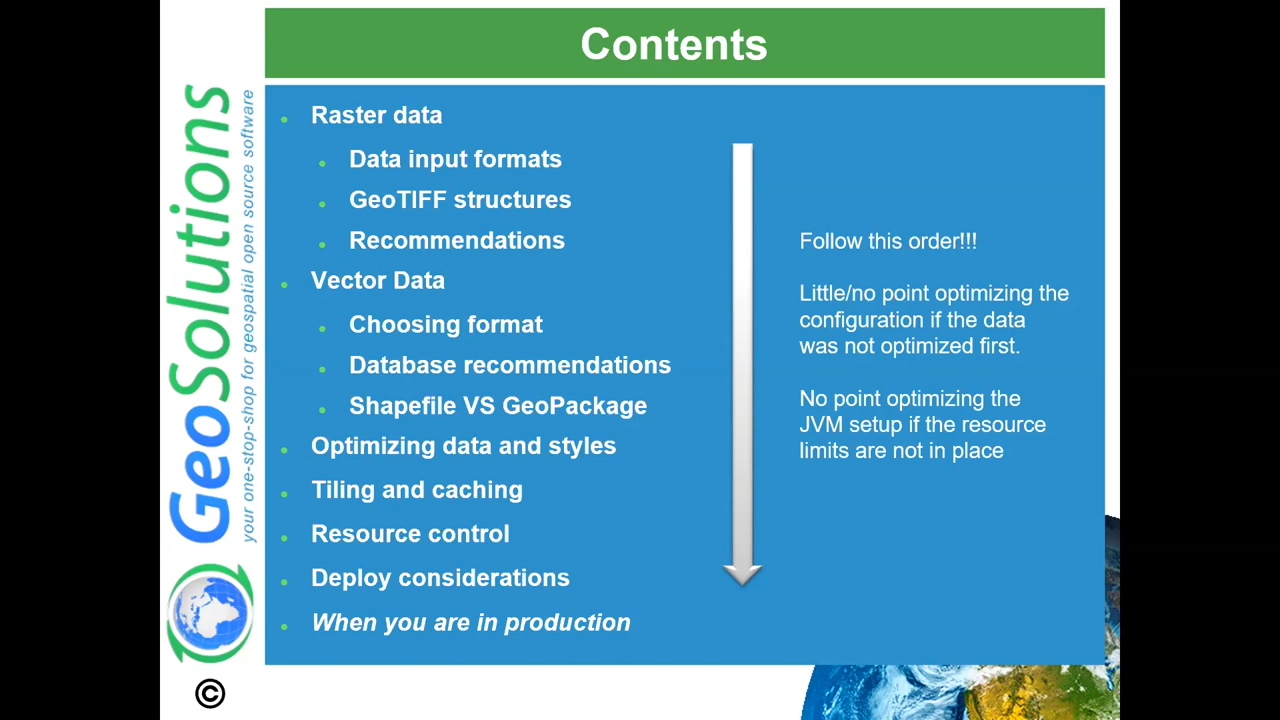 Contents
GeoSolutions
your one-stop-shop for geospatial open source software
©
Raster data
Data input formats
GeoTIFF structures
Recommendations
Vector Data
Choosing format
Database recommendations
Shapefile VS GeoPackage
Optimizing data and styles
Tiling and caching
Resource control
Deploy considerations
When you are in production
Follow this order!!!
Little/no point optimizing the
configuration if the data
was not optimized first.
No point optimizing the
JVM setup if the resource
limits are not in place